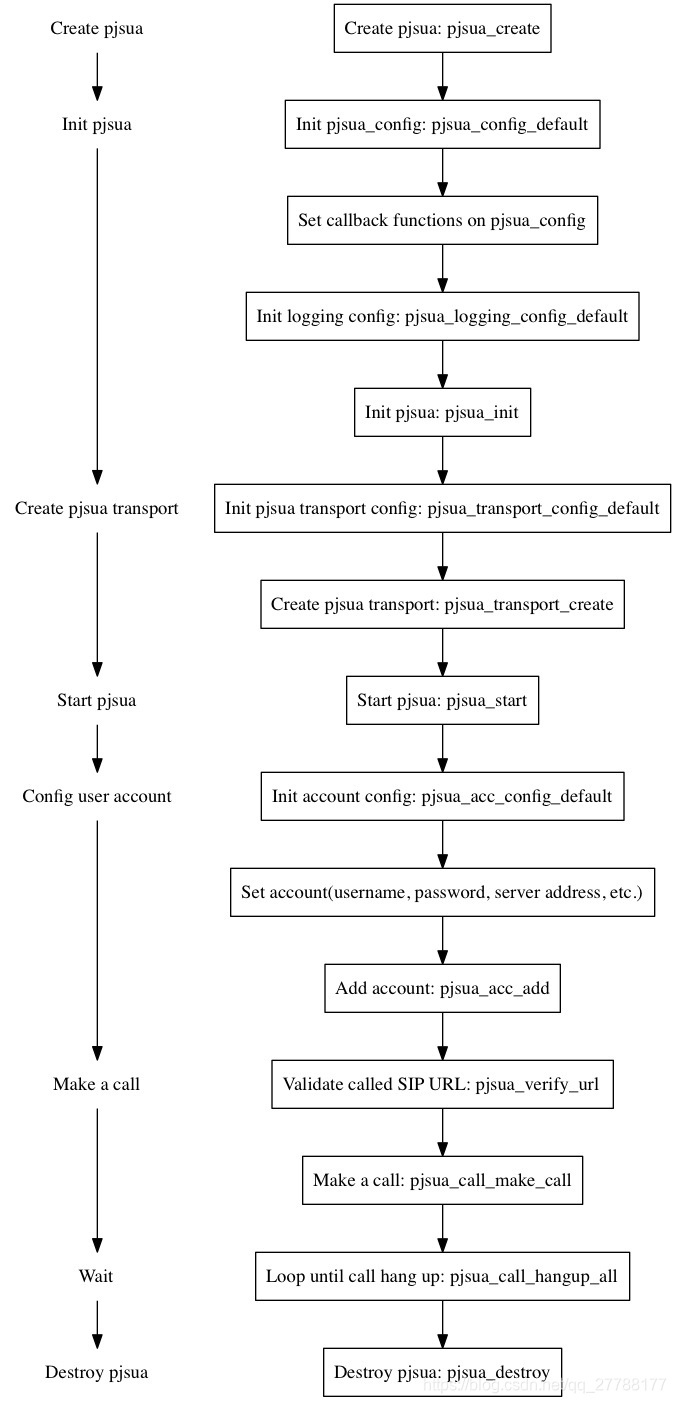 Create pjsua
Create pjsua: pjsua_create
Init pjsua
Init pjsua_config: pjsua_config_default
Set callback functions on pjsua_config
Init logging config: pjsua_logging_config_default
Init pjsua: pjsua_init
Create pjsua transport
Init pjsua transport config: pjsua_transport_config_default
Create pjsua transport: pjsua_transport_create
Start pjsua
Start pjsua: pjsua_start
Config user account
Init account config: pjsua_acc_config_default
Set account(username, password, server address, etc.)
Add account: pjsua_acc_add
Make a call
Validate called SIP URL: pjsua_verify_url
Make a call: pjsua_call_make_call
Wait
Loop until call hang up: pjsua_call_hangup_all
Destroy pjsua
Destroy pjsua: pjsua_destroy
https://blog.csdn.net/qq_27788177